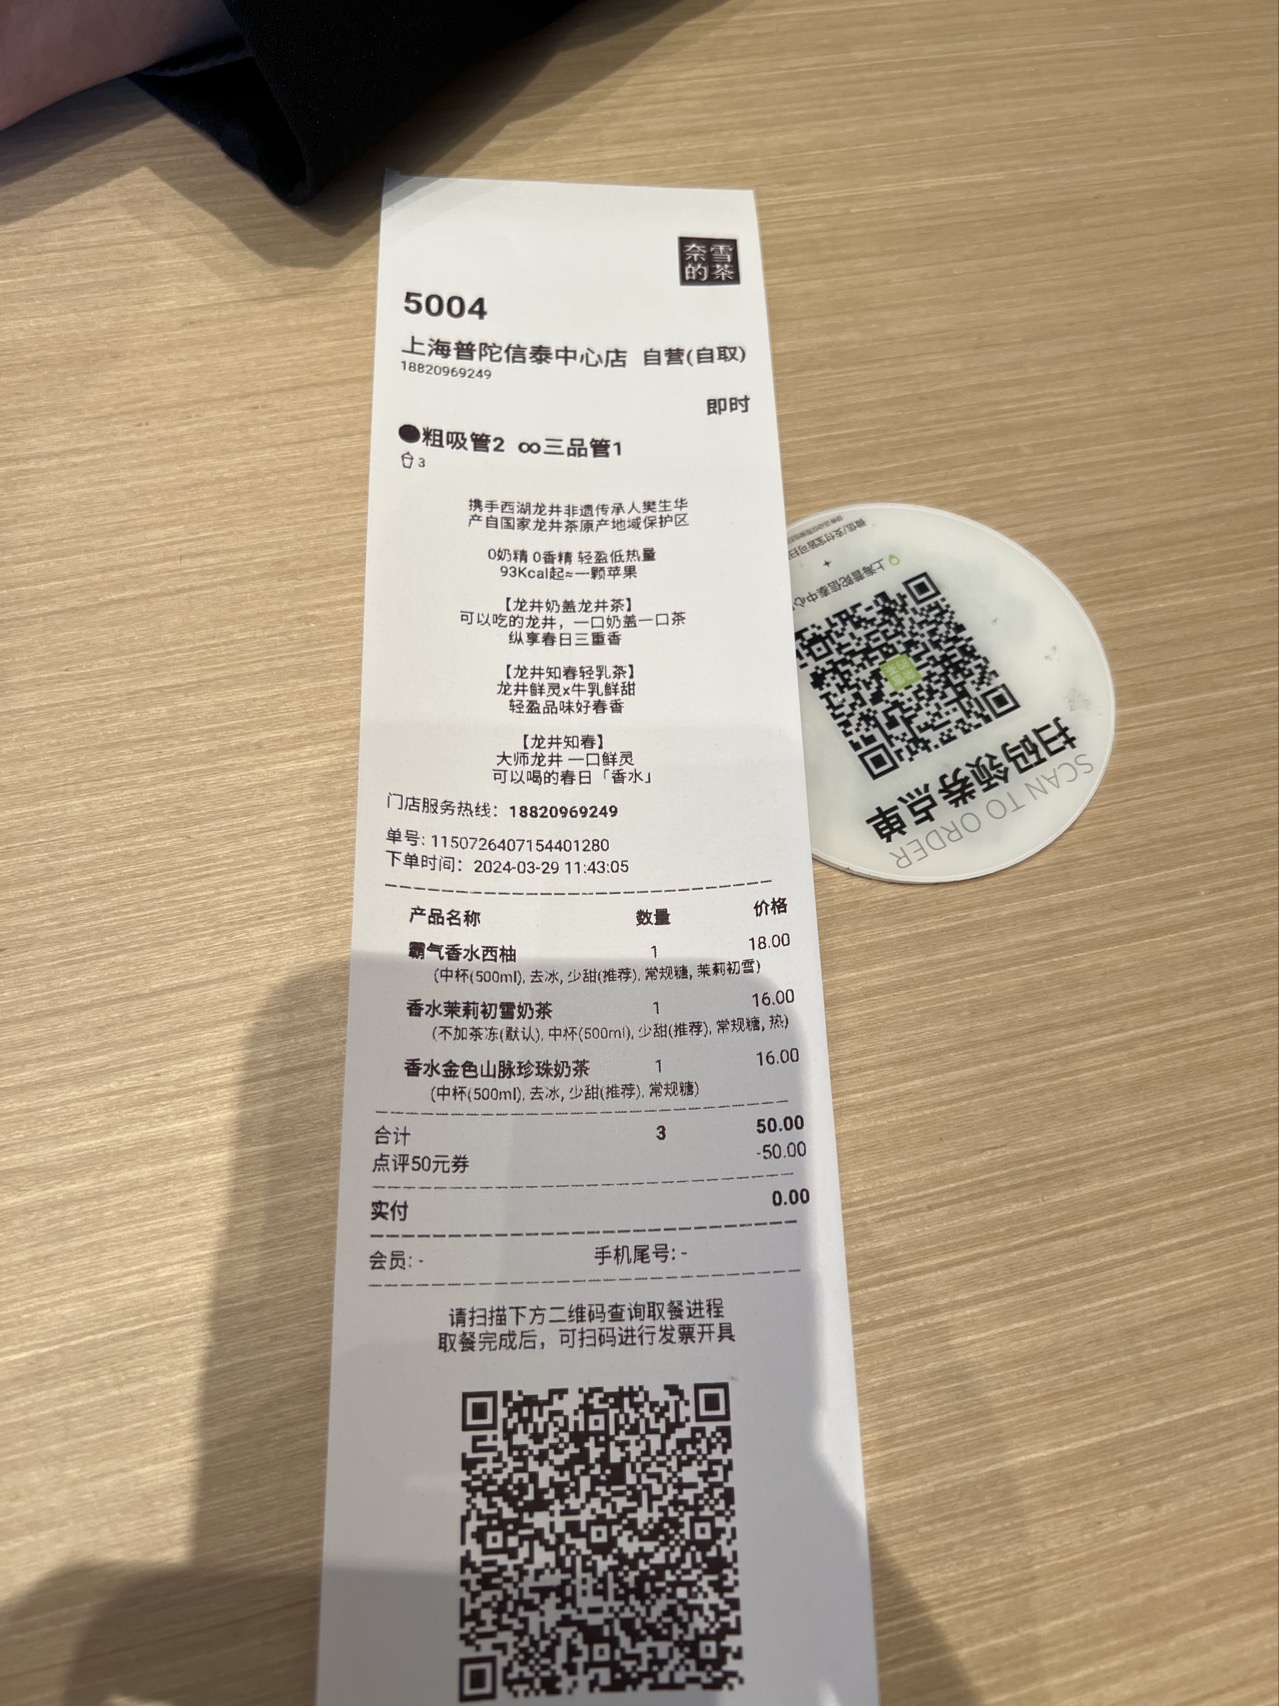 奈雪
的茶
5004
上海普陀信泰中心店 自营(自取)
18820969249
即时
●粗吸管2 ∞三品管1
3
携手西湖龙井非遗传承人樊生华
产自国家龙井茶原产地域保护区
0奶精 0香精 轻盈低热量
93Kcal起≈一颗苹果
【龙井奶盖龙井茶】
可以吃的龙井，一口奶盖一口茶
纵享春日三重香
【龙井知春轻乳茶】
龙井鲜灵x牛乳鲜甜
轻盈品味好春香
【龙井知春】
大师龙井 一口鲜灵
可以喝的春日「香水」
门店服务热线：18820969249
单号: 1150726407154401280
下单时间：2024-03-29 11:43:05
产品名称 数量 价格
霸气香水西柚 1 18.00
(中杯(500ml), 去冰, 少甜(推荐), 常规糖, 茉莉初雪)
香水茉莉初雪奶茶 1 16.00
(不加茶冻(默认), 中杯(500ml), 少甜(推荐), 常规糖, 热)
香水金色山脉珍珠奶茶 1 16.00
(中杯(500ml), 去冰, 少甜(推荐), 常规糖)
合计 3 50.00
点评50元券 -50.00
实付 0.00
会员: - 手机尾号: -
请扫描下方二维码查询取餐进程
取餐完成后，可扫码进行发票开具
扫码领券点单
SCAN TO ORDER
上海普陀信泰中心
微信/支付宝皆可扫